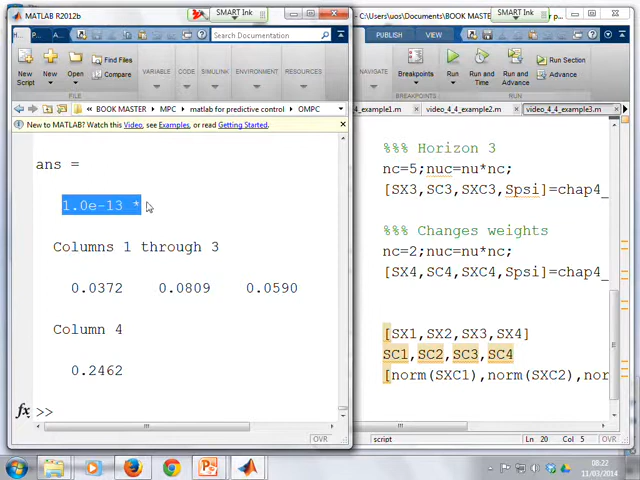 MATLAB R2012b
SMART Ink
C:\Users\uos\Documents\BOOK MASTER
SMART Ink
Search Documentation
PUBLISH
New Script
New
Open
Find Files
Compare
VARIABLE
CODE
SIMULINK
ENVIRONMENT
RESOURCES
NAVIGATE
Breakpoints
Run
Run and Time
Run and Advance
Run Section
Advance
BOOK MASTER
MPC
matlab for predictive control
OMPC
_4_example1.m
video_4_4_example2.m
video_4_4_example3.m
New to MATLAB? Watch this Video, see Examples, or read Getting Started.
ans =
1.0e-13 *
Columns 1 through 3
0.0372 0.0809 0.0590
Column 4
0.2462
fx >>
%%% Horizon 3
nc=5;nuc=nu*nc;
[SX3,SC3,SXC3,Spsi]=chap4_
%%% Changes weights
nc=2;nuc=nu*nc;
[SX4,SC4,SXC4,Spsi]=chap4_
[SX1,SX2,SX3,SX4]
SC1,SC2,SC3,SC4
[norm(SXC1),norm(SXC2),nor
OVR
script
Ln 20 Col 5
OVR
08:22
11/03/2014